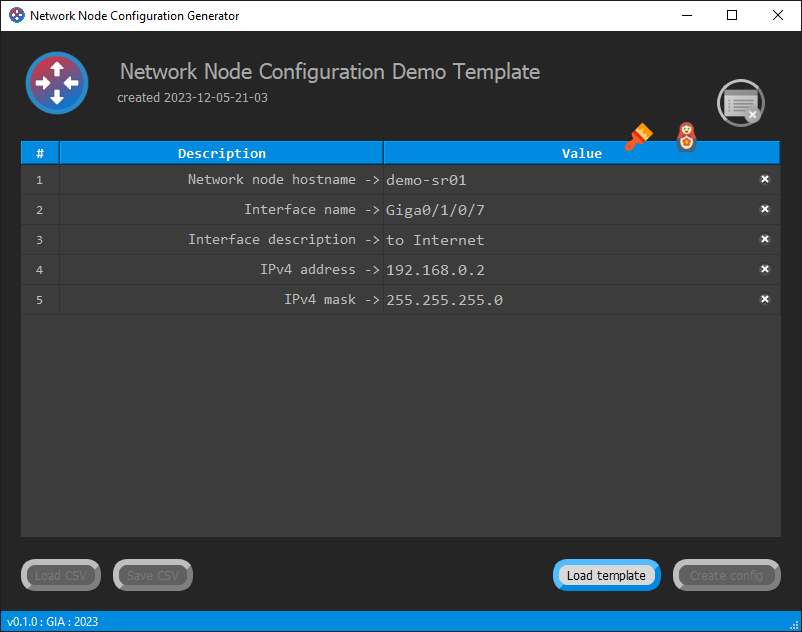 Network Node Configuration Generator
Network Node Configuration Demo Template
created 2023-12-05-21-03
# Description Value
1 Network node hostname -> demo-sr01
2 Interface name -> Giga0/1/0/7
3 Interface description -> to Internet
4 IPv4 address -> 192.168.0.2
5 IPv4 mask -> 255.255.255.0
Load CSV Save CSV Load template Create config
v0.1.0 : GIA : 2023